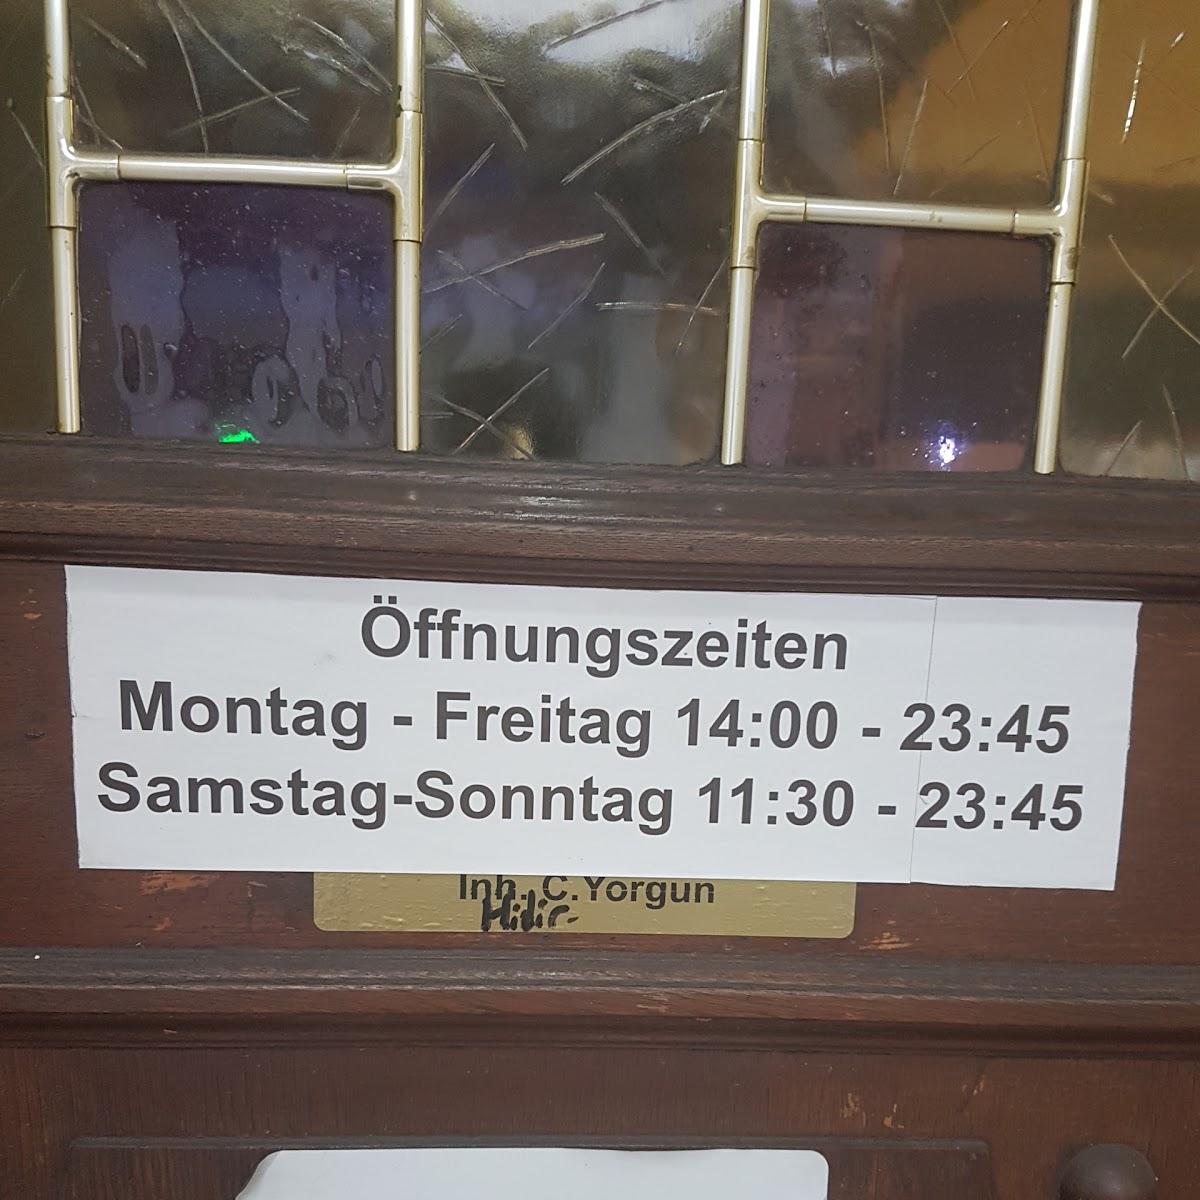 Öffnungszeiten
Montag - Freitag 14:00 - 23:45
Samstag-Sonntag 11:30 - 23:45
Inh. C. Yorgun